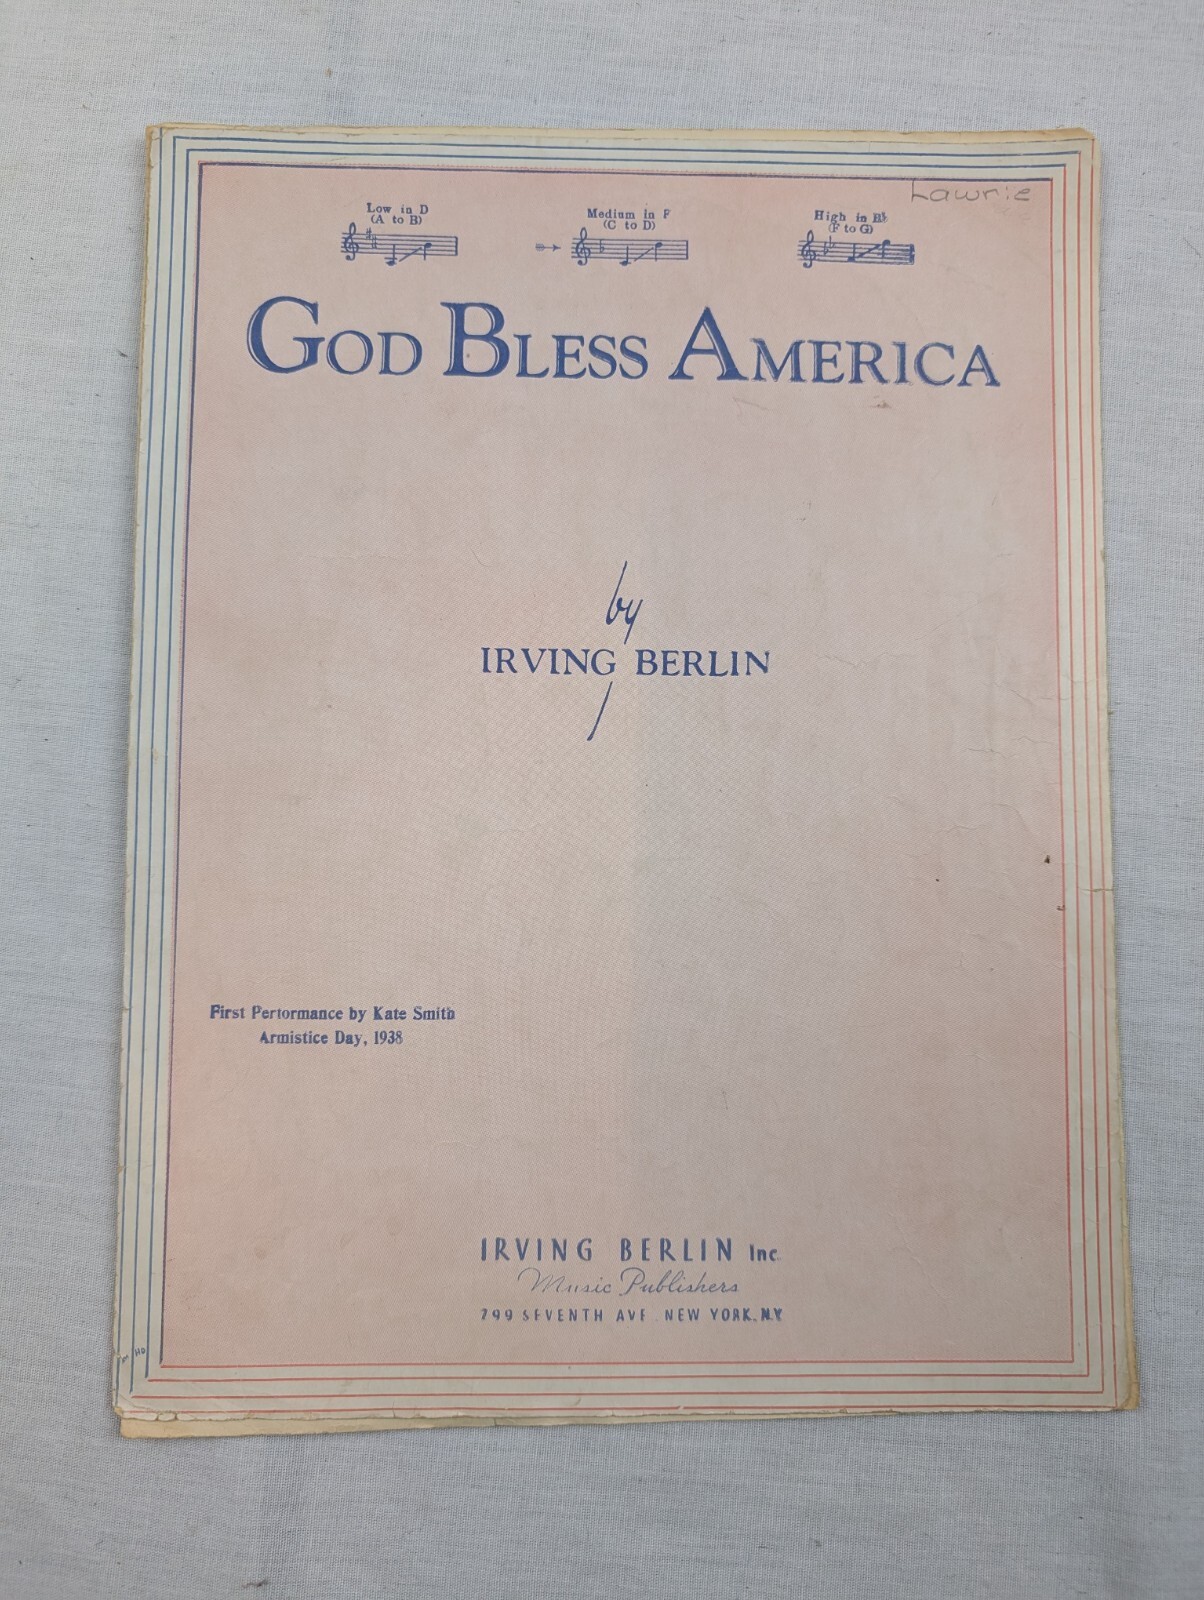 Lawrie
Low in D
(A to B)
Medium in F
(C to D)
High in B♭
(F to G)
GOD BLESS AMERICA
by
IRVING BERLIN
First Performance by Kate Smith
Armistice Day, 1938
IRVING BERLIN Inc.
Music Publishers
799 SEVENTH AVE. NEW YORK, N.Y.